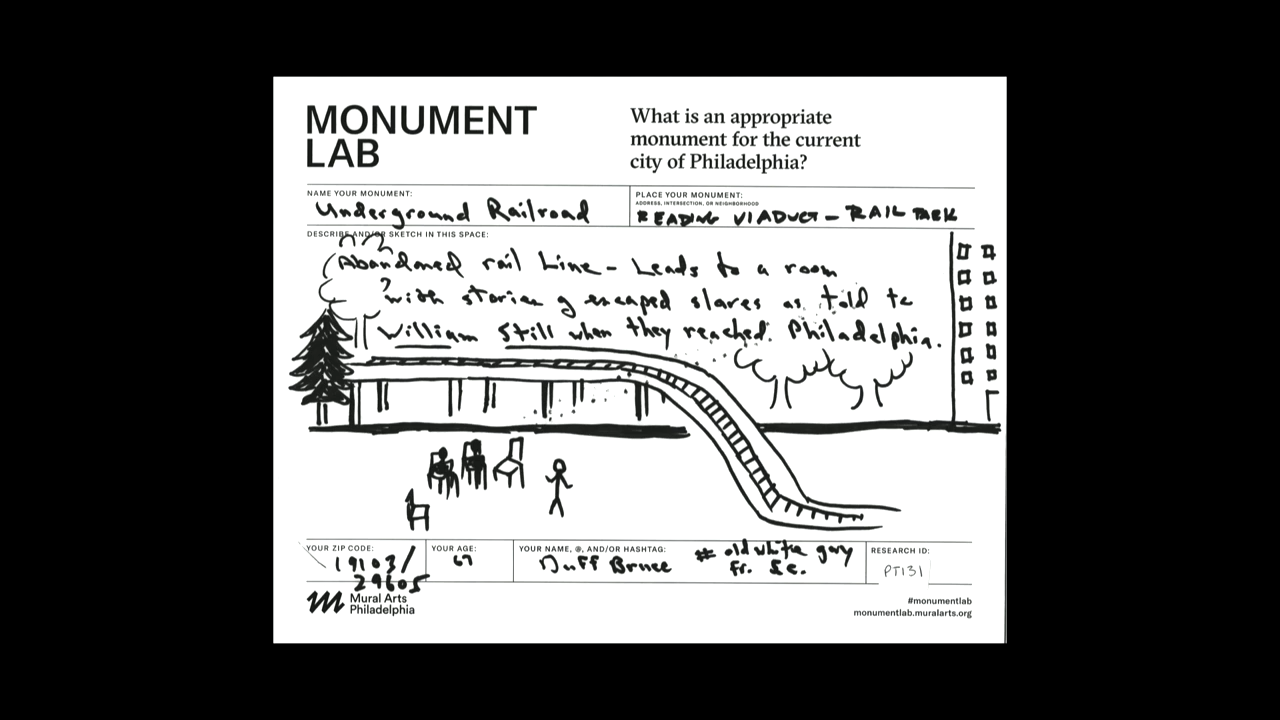 MONUMENT
LAB
What is an appropriate
monument for the current
city of Philadelphia?
NAME YOUR MONUMENT:
Underground Railroad
PLACE YOUR MONUMENT:
ADDRESS, INTERSECTION, OR NEIGHBORHOOD
READING VIADUCT - RAIL PARK
DESCRIBE AND/OR SKETCH IN THIS SPACE:
Abandoned rail Line - Leads to a room
with stories of escaped slaves as told to
William Still when they reached Philadelphia.
YOUR ZIP CODE:
19103/
29605
YOUR AGE:
67
YOUR NAME, @, AND/OR HASHTAG:
Duff Bruce
# old white guy
fr. SC.
RESEARCH ID:
PT131
Mural Arts
Philadelphia
#monumentlab
monumentlab.muralarts.org